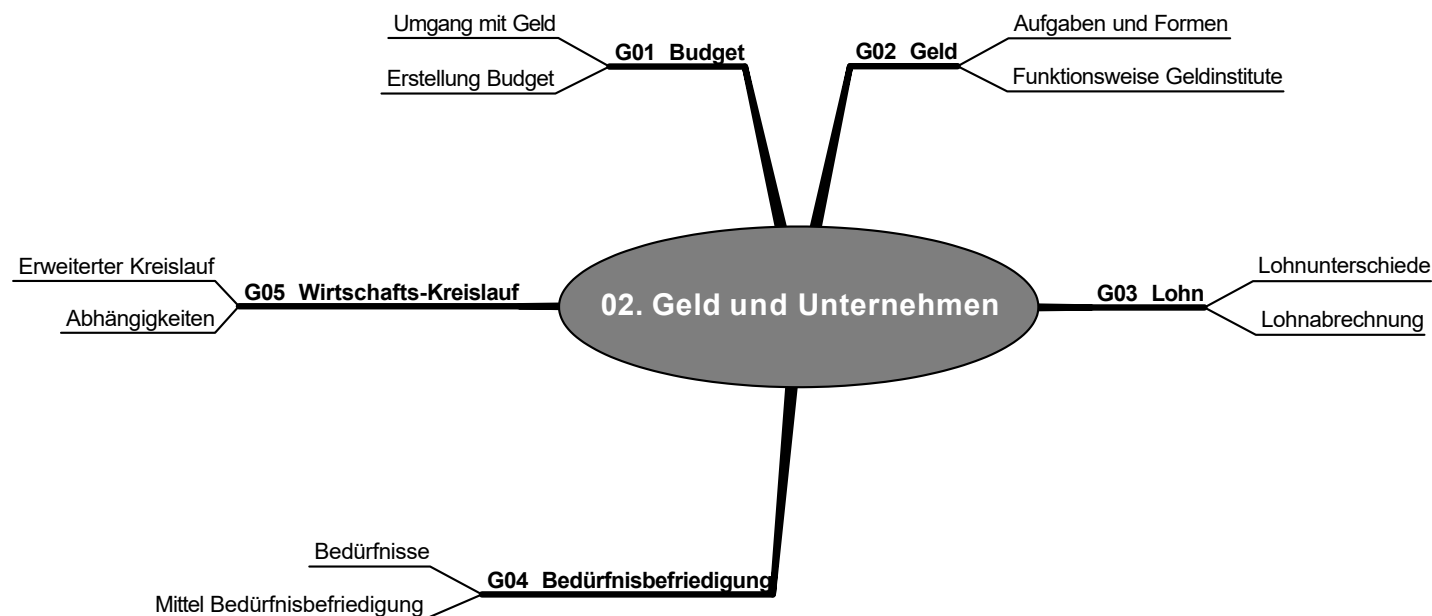 Umgang mit Geld
G01 Budget
Erstellung Budget
Aufgaben und Formen
G02 Geld
Funktionsweise Geldinstitute
Erweiterter Kreislauf
G05 Wirtschafts-Kreislauf
Abhängigkeiten
02. Geld und Unternehmen
Lohnunterschiede
G03 Lohn
Lohnabrechnung
Bedürfnisse
G04 Bedürfnisbefriedigung
Mittel Bedürfnisbefriedigung